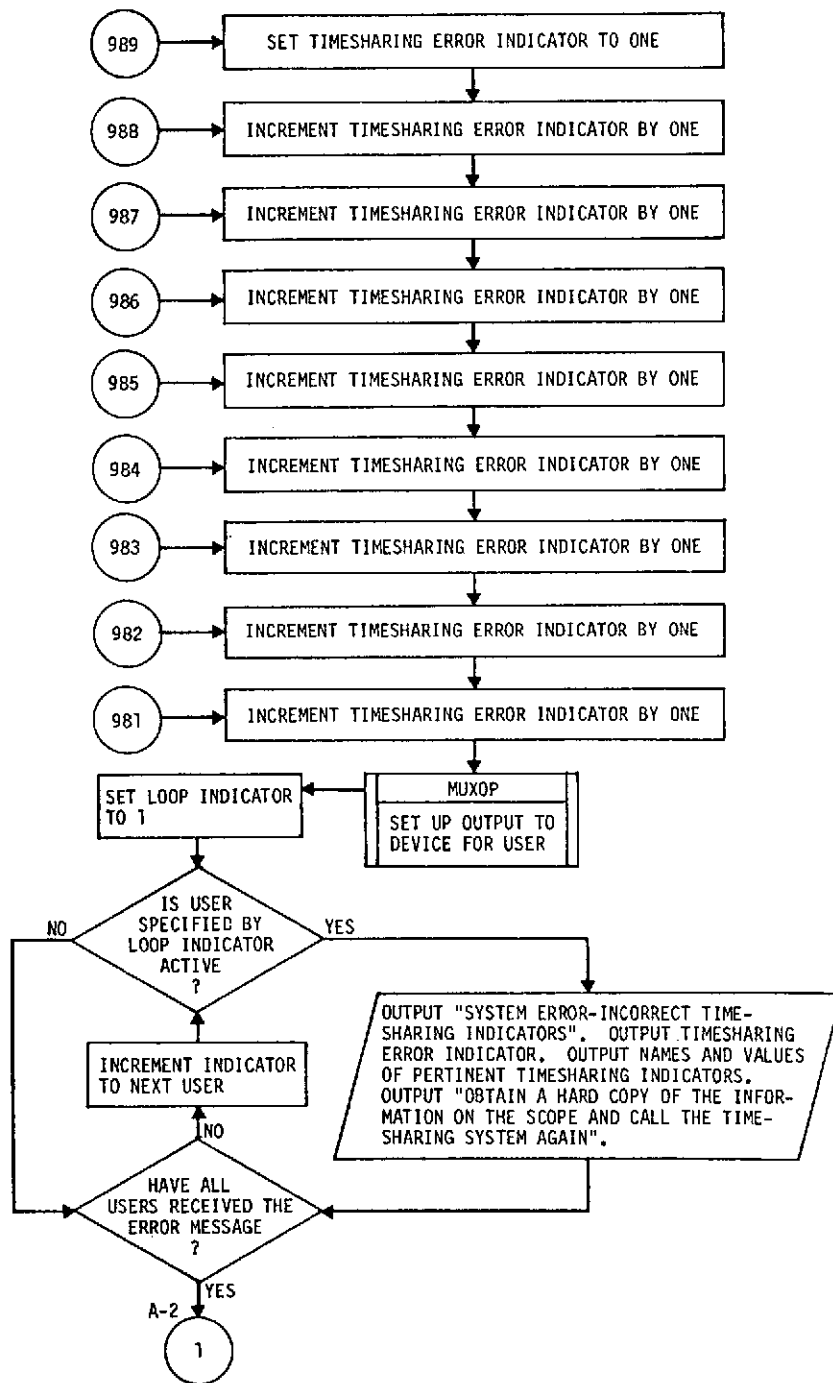 989
SET TIMESHARING ERROR INDICATOR TO ONE
988
INCREMENT TIMESHARING ERROR INDICATOR BY ONE
987
INCREMENT TIMESHARING ERROR INDICATOR BY ONE
986
INCREMENT TIMESHARING ERROR INDICATOR BY ONE
985
INCREMENT TIMESHARING ERROR INDICATOR BY ONE
984
INCREMENT TIMESHARING ERROR INDICATOR BY ONE
983
INCREMENT TIMESHARING ERROR INDICATOR BY ONE
982
INCREMENT TIMESHARING ERROR INDICATOR BY ONE
981
INCREMENT TIMESHARING ERROR INDICATOR BY ONE
MUXOP
SET UP OUTPUT TO
DEVICE FOR USER
SET LOOP INDICATOR
TO 1
IS USER
SPECIFIED BY
LOOP INDICATOR
ACTIVE
?
NO
YES
OUTPUT "SYSTEM ERROR-INCORRECT TIME-
SHARING INDICATORS". OUTPUT TIMESHARING
ERROR INDICATOR. OUTPUT NAMES AND VALUES
OF PERTINENT TIMESHARING INDICATORS.
OUTPUT "OBTAIN A HARD COPY OF THE INFOR-
MATION ON THE SCOPE AND CALL THE TIME-
SHARING SYSTEM AGAIN".
INCREMENT INDICATOR
TO NEXT USER
NO
HAVE ALL
USERS RECEIVED THE
ERROR MESSAGE
?
YES
A-2
1